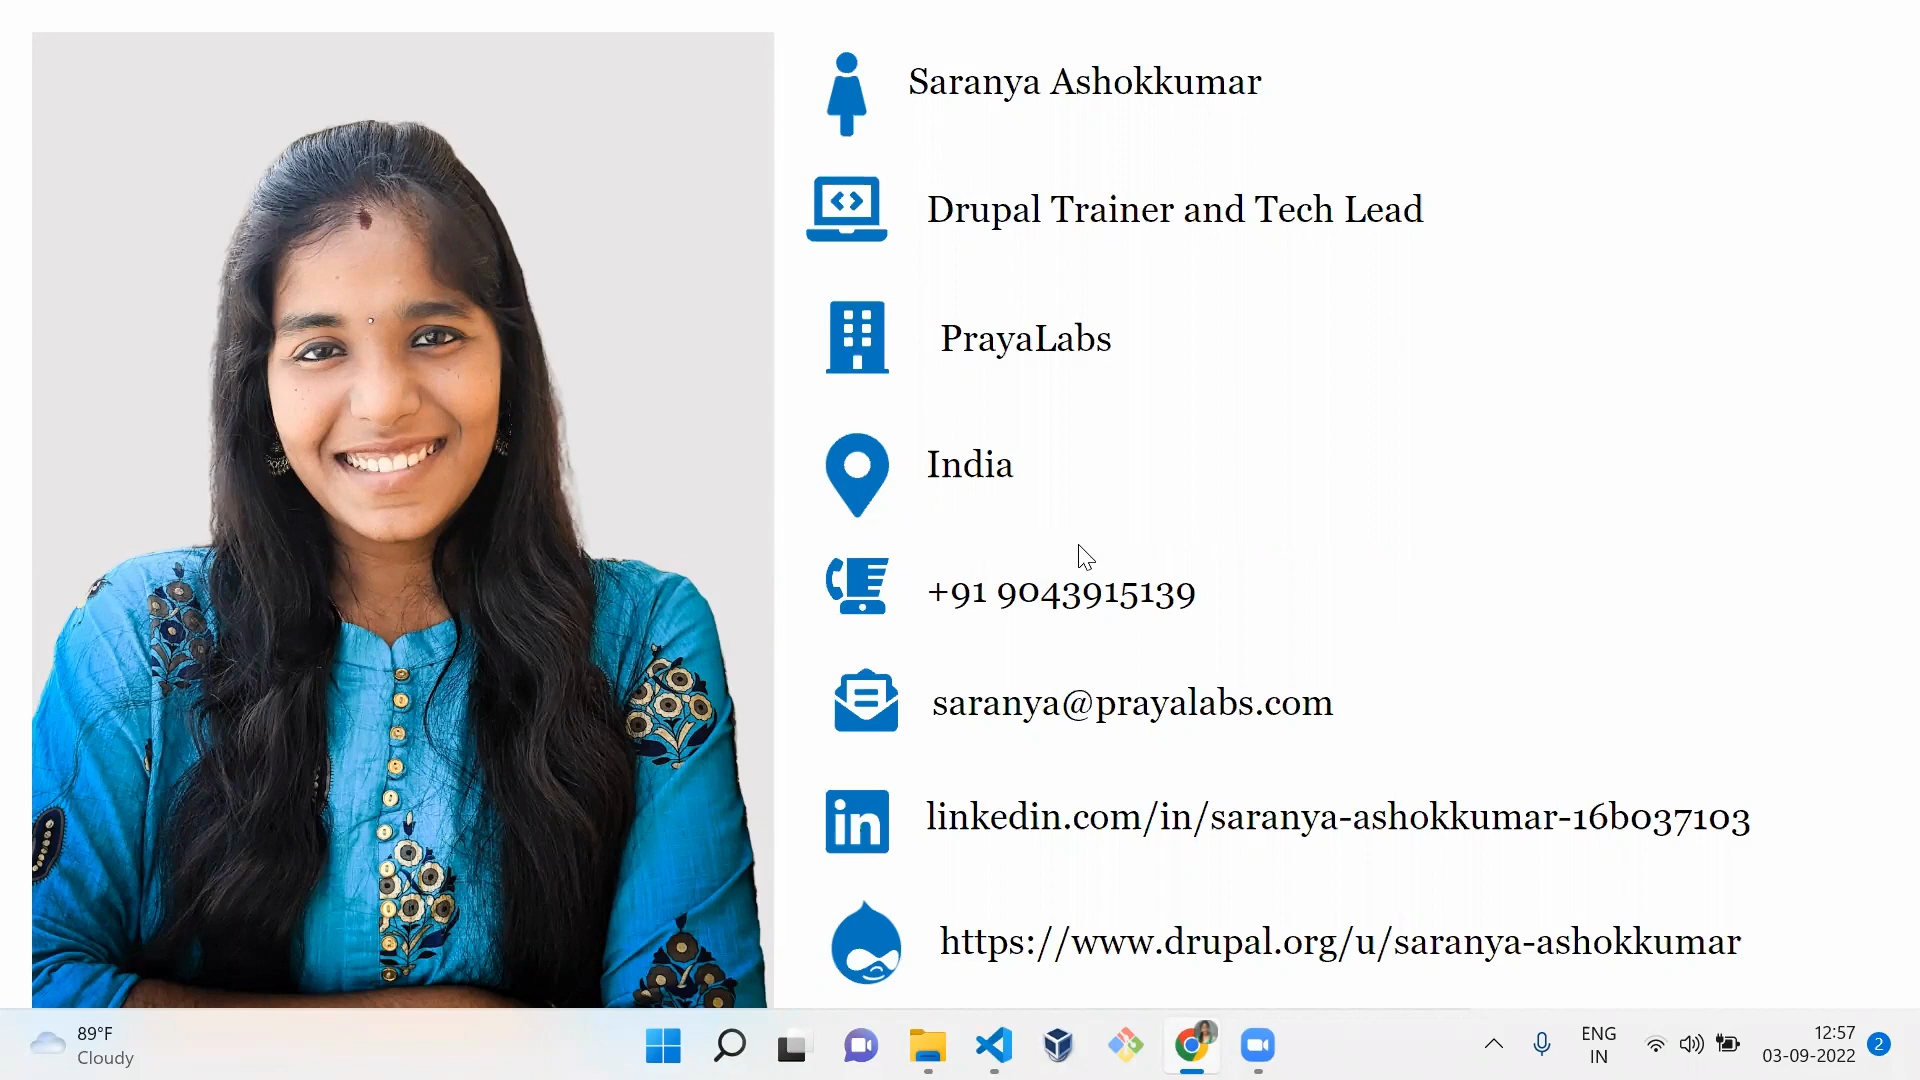 Saranya Ashokkumar
Drupal Trainer and Tech Lead
PrayaLabs
India
+91 9043915139
saranya@prayalabs.com
in linkedin.com/in/saranya-ashokkumar-16b037103
https://www.drupal.org/u/saranya-ashokkumar
89°F
Cloudy
ENG
IN
12:57
03-09-2022
2